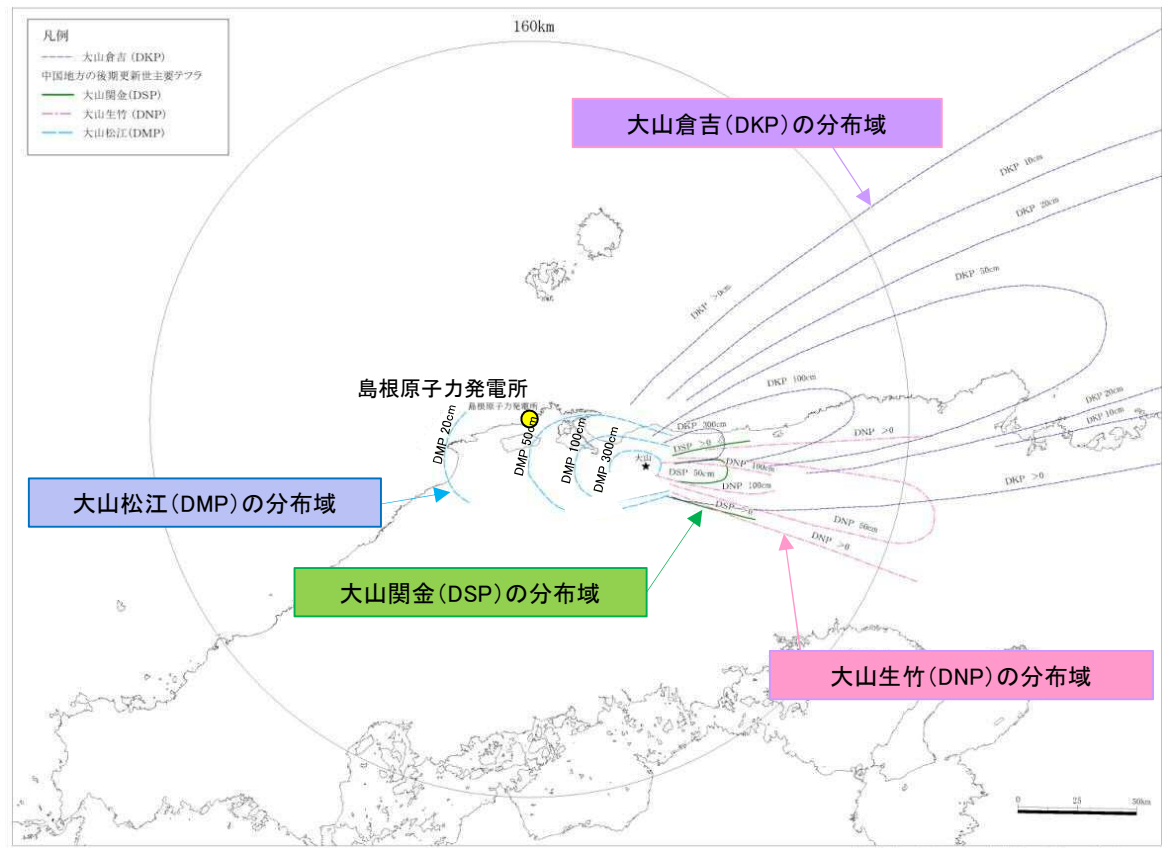 凡例
大山倉吉(DKP)
中国地方の後期更新世主要テフラ
大山関金(DSP)
大山生竹(DNP)
大山松江(DMP)
160km
大山倉吉(DKP)の分布域
DKP 10cm
DKP 20cm
DKP 50cm
DKP >0cm
島根原子力発電所
島根原子力発電所
DKP 100cm
DKP 20cm
DKP 10cm
DMP 20cm
DMP 50cm
DMP 100cm
DMP 300cm
DKP 300cm
DSP >0
DNP >0
大山
DNP 100cm
DSP 50cm
DNP 100cm
DKP >0
DSP >0
DNP 50cm
DNP >0
大山松江(DMP)の分布域
大山関金(DSP)の分布域
大山生竹(DNP)の分布域
0 25 50km